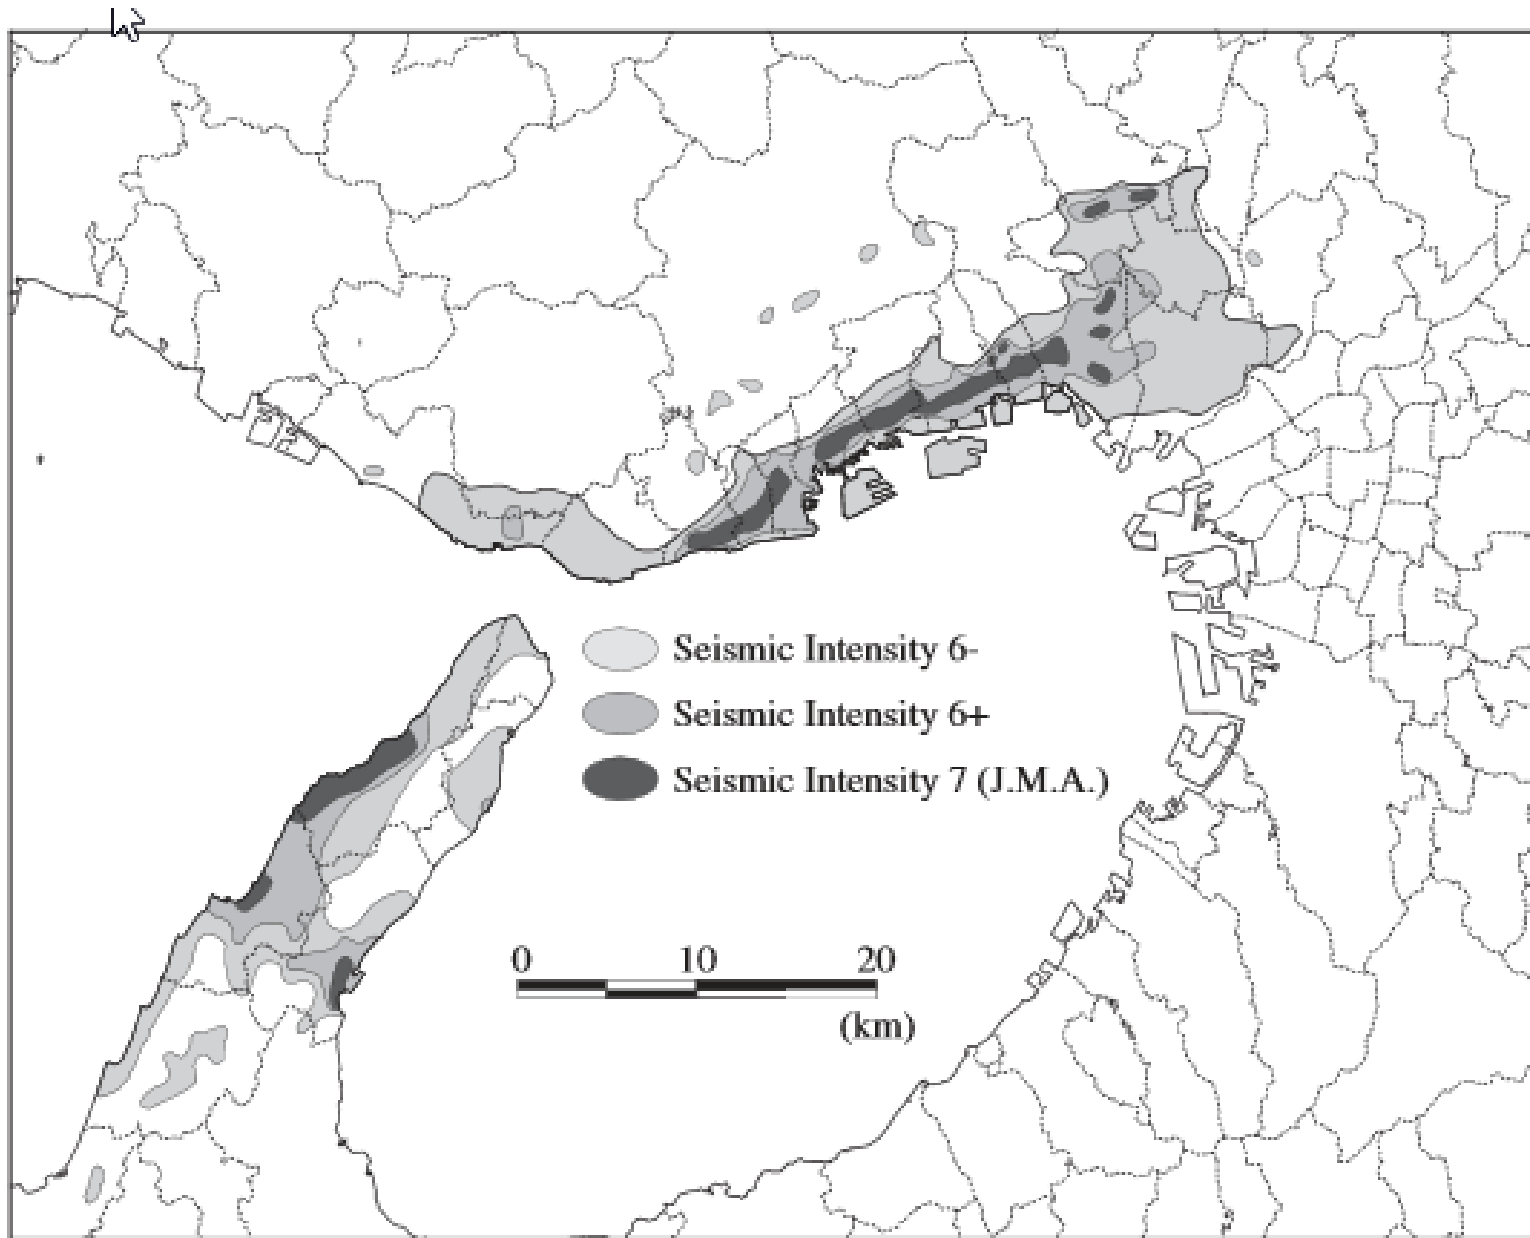 Seismic Intensity 6-
Seismic Intensity 6+
Seismic Intensity 7 (J.M.A.)
0 10 20
(km)